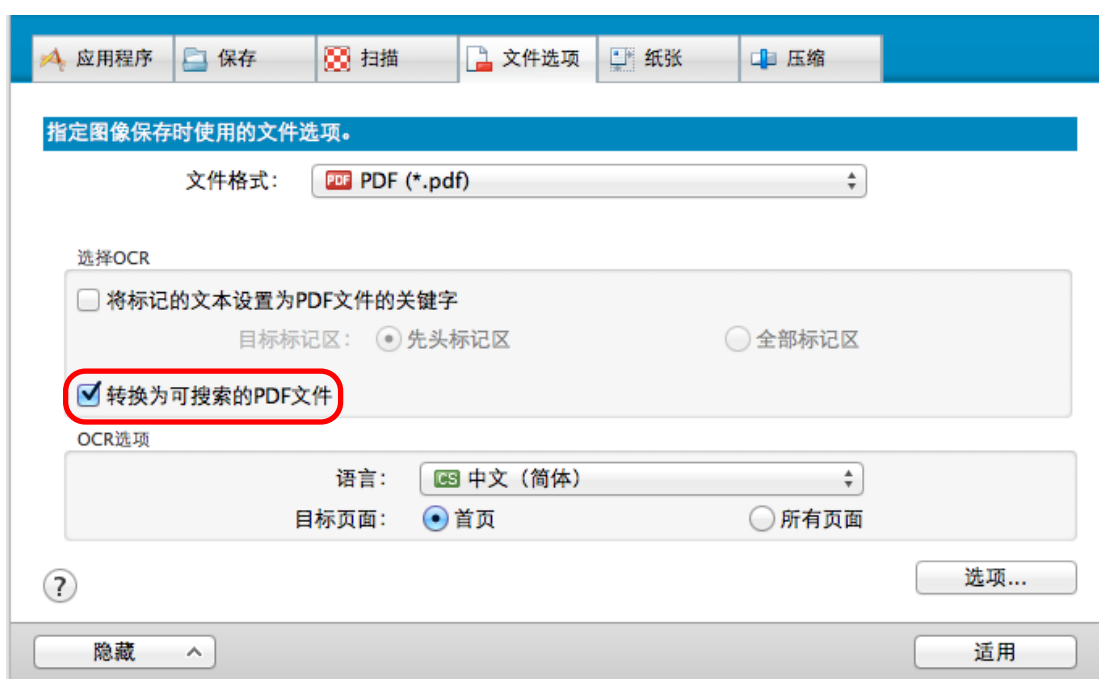 应用程序 保存 扫描 文件选项 纸张 压缩
指定图像保存时使用的文件选项。
文件格式： PDF PDF (*.pdf)
选择OCR
将标记的文本设置为PDF文件的关键字
目标标记区： 先头标记区 全部标记区
转换为可搜索的PDF文件
OCR选项
语言： CS 中文（简体）
目标页面： 首页 所有页面
? 选项...
隐藏 适用